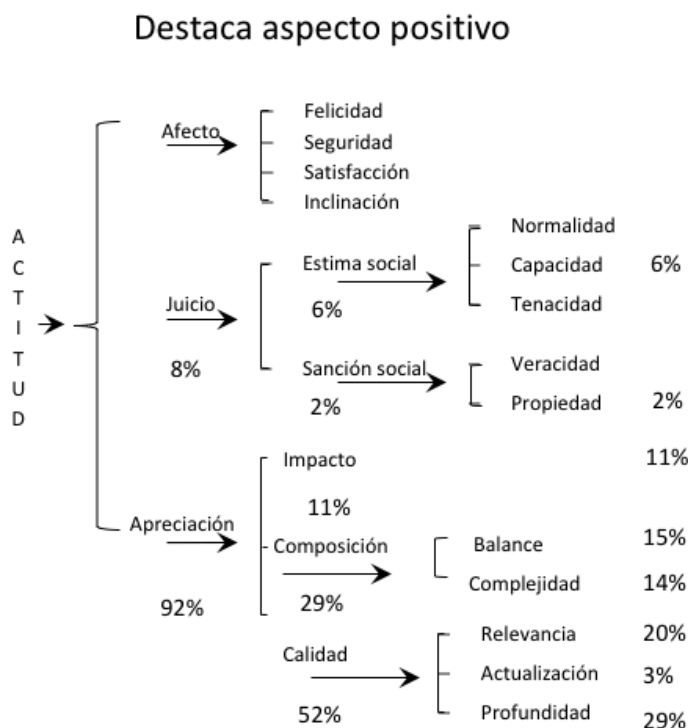 Destaca aspecto positivo
A
C
T
I
T
U
D
Afecto
Felicidad
Seguridad
Satisfacción
Inclinación
Juicio
8%
Estima social
6%
Normalidad
Capacidad 6%
Tenacidad
Sanción social
2%
Veracidad
Propiedad 2%
Apreciación
92%
Impacto 11%
11%
Composición
29%
Balance 15%
Complejidad 14%
Calidad
52%
Relevancia 20%
Actualización 3%
Profundidad 29%